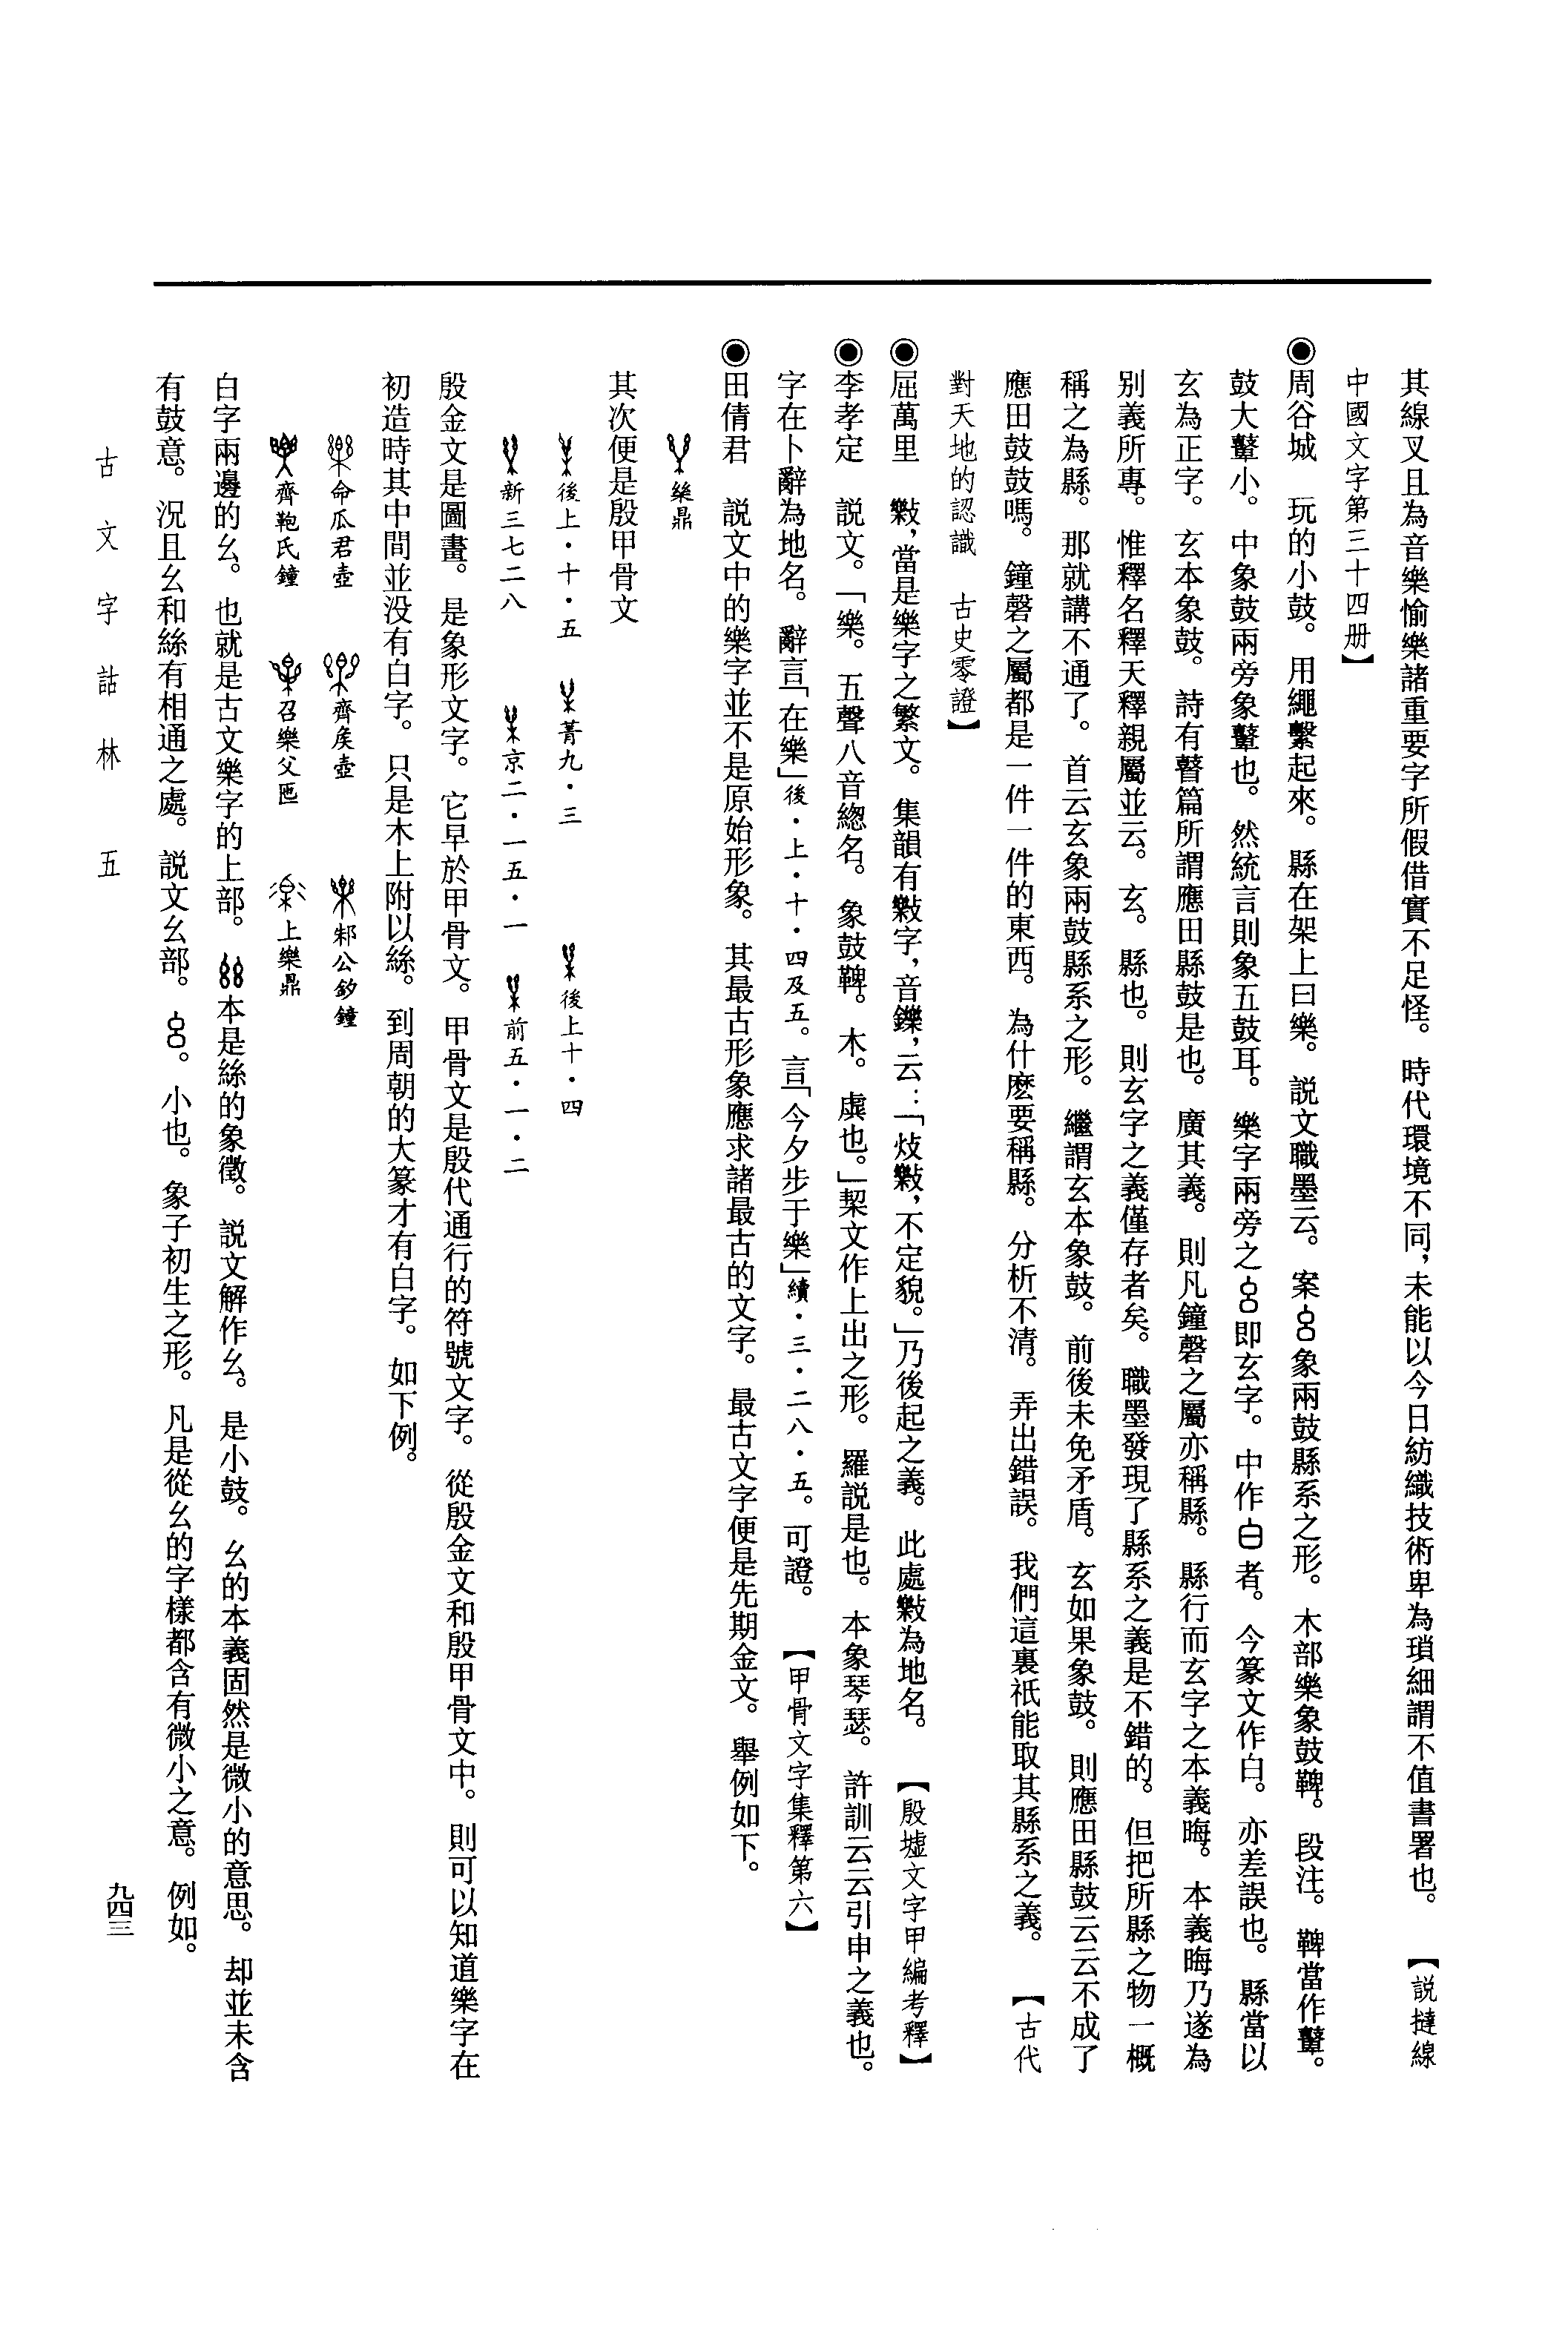 其線叉且為音樂愉樂諸重要字所假借實不足怪。時代環境不同，未能以今日紡織技術卑為瑣細謂不值書署也。【說撻線
中國文字第三十四册】
◉周谷城　玩的小鼓。用繩繫起來。縣在架上曰樂。説文職墨云。案象兩鼓縣系之形。木部樂象鼓鞞。段注。鞞當作鼙。
鼓大鼙小。中象鼓兩旁象鼙也。然統言則象五鼓耳。樂字兩旁之即玄字。中作者。今篆文作白。亦差誤也。縣當以
玄為正字。玄本象鼓。詩有瞽篇所謂應田縣鼓是也。廣其義。則凡鐘磬之屬亦稱縣。縣行而玄字之本義晦。本義晦乃遂為
別義所專。惟釋名釋天釋親屬並云。玄。縣也。則玄字之義僅存者矣。職墨發現了縣系之義是不錯的。但把所縣之物一概
稱之為縣。那就講不通了。首云玄象兩鼓縣系之形。繼謂玄本象鼓。前後未免矛盾。玄如果象鼓。則應田縣鼓云云不成了
應田鼓鼓嗎。鐘磬之屬都是一件一件的東西。為什麽要稱縣。分析不清。弄出錯誤。我們這裏祇能取其縣系之義。【古代
對天地的認識　古史零證】
◉屈萬里　𢿢，當是樂字之繁文。集韻有𢿢字，音鑠，云：「㩼𢿢，不定貌。」乃後起之義。此處𢿢為地名。【殷墟文字甲編考釋】
◉李孝定　説文。「樂。五聲八音緫名。象鼓鞞。木。虡也。」栔文作上出之形。羅説是也。本象琴瑟。許訓云云引申之義也。
字在卜辭為地名。辭言「在樂」後·上·十·四及五。言「今夕步于樂」續·三·二八·五。可證。【甲骨文字集釋第六】
◉田倩君　説文中的樂字並不是原始形象。其最古形象應求諸最古的文字。最古文字便是先期金文。舉例如下。
樂鼎
其次便是殷甲骨文
後上·十·五　菁九·三　後上十·四
新三七二八　京二·一五·一　前五·一·二
殷金文是圖畫。是象形文字。它早於甲骨文。甲骨文是殷代通行的符號文字。從殷金文和殷甲骨文中。則可以知道樂字在
初造時其中間並没有白字。只是木上附以絲。到周朝的大篆才有白字。如下例。
命瓜君壺　齊侯壺　邾公釛鐘
齊鞄氏鐘　召樂父匜　上樂鼎
白字兩邊的幺。也就是古文樂字的上部。本是絲的象徵。説文解作幺。是小鼓。幺的本義固然是微小的意思。却並未含
有鼓意。況且幺和絲有相通之處。説文幺部。。小也。象子初生之形。凡是從幺的字樣都含有微小之意。例如。
古文字詁林　五
九四三